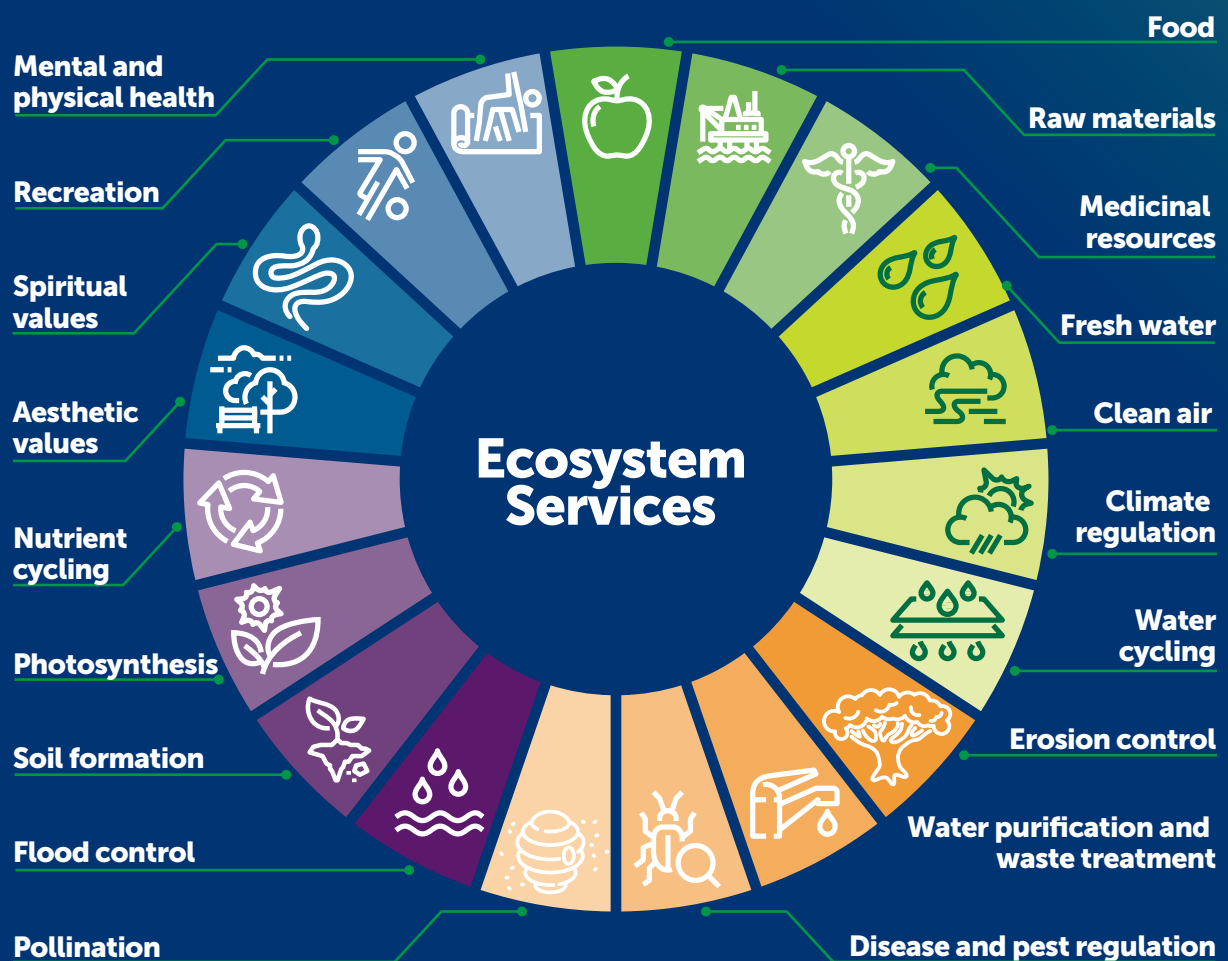 Food
Mental and
physical health
Raw materials
Recreation
Medicinal
resources
Spiritual
values
Fresh water
Aesthetic
values
Clean air
Ecosystem
Services
Climate
regulation
Nutrient
cycling
Water
cycling
Photosynthesis
Erosion control
Soil formation
Water purification and
waste treatment
Flood control
Pollination
Disease and pest regulation